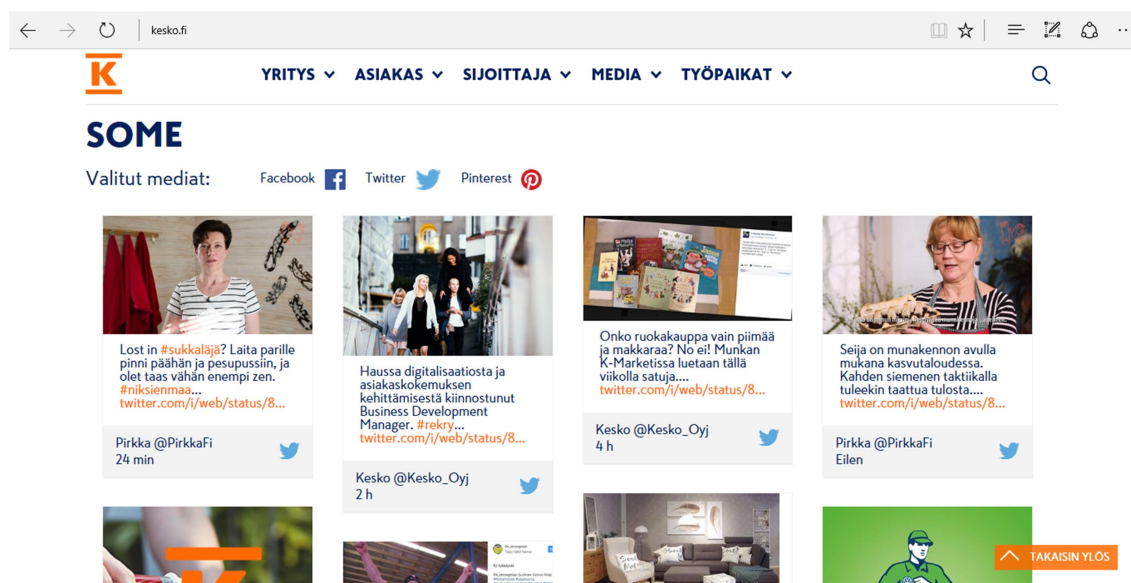 kesko.fi
K
YRITYS ASIAKAS SIJOITTAJA MEDIA TYÖPAIKAT
SOME
Valitut mediat: Facebook Twitter Pinterest
Lost in #sukkaläjä? Laita parille
pinni päähän ja pesupussiin, ja
olet taas vähän enempi zen.
#niksienmaa...
twitter.com/i/web/status/8...
Pirkka @PirkkaFi
24 min
Haussa digitalisaatiosta ja
asiakaskokemuksen
kehittämisestä kiinnostunut
Business Development
Manager. #rekry...
twitter.com/i/web/status/8...
Kesko @Kesko_Oyj
2 h
Onko ruokakauppa vain piimää
ja makkaraa? No ei! Munkan
K-Marketissa luetaan tällä
viikolla satuja....
twitter.com/i/web/status/8...
Kesko @Kesko_Oyj
4 h
Seija on munakennon avulla
mukana kasvutaloudessa.
Kahden siemenen taktiikalla
tuleekin taattua tulosta....
twitter.com/i/web/status/8...
Pirkka @PirkkaFi
Eilen
K
TAKAISIN YLÖS